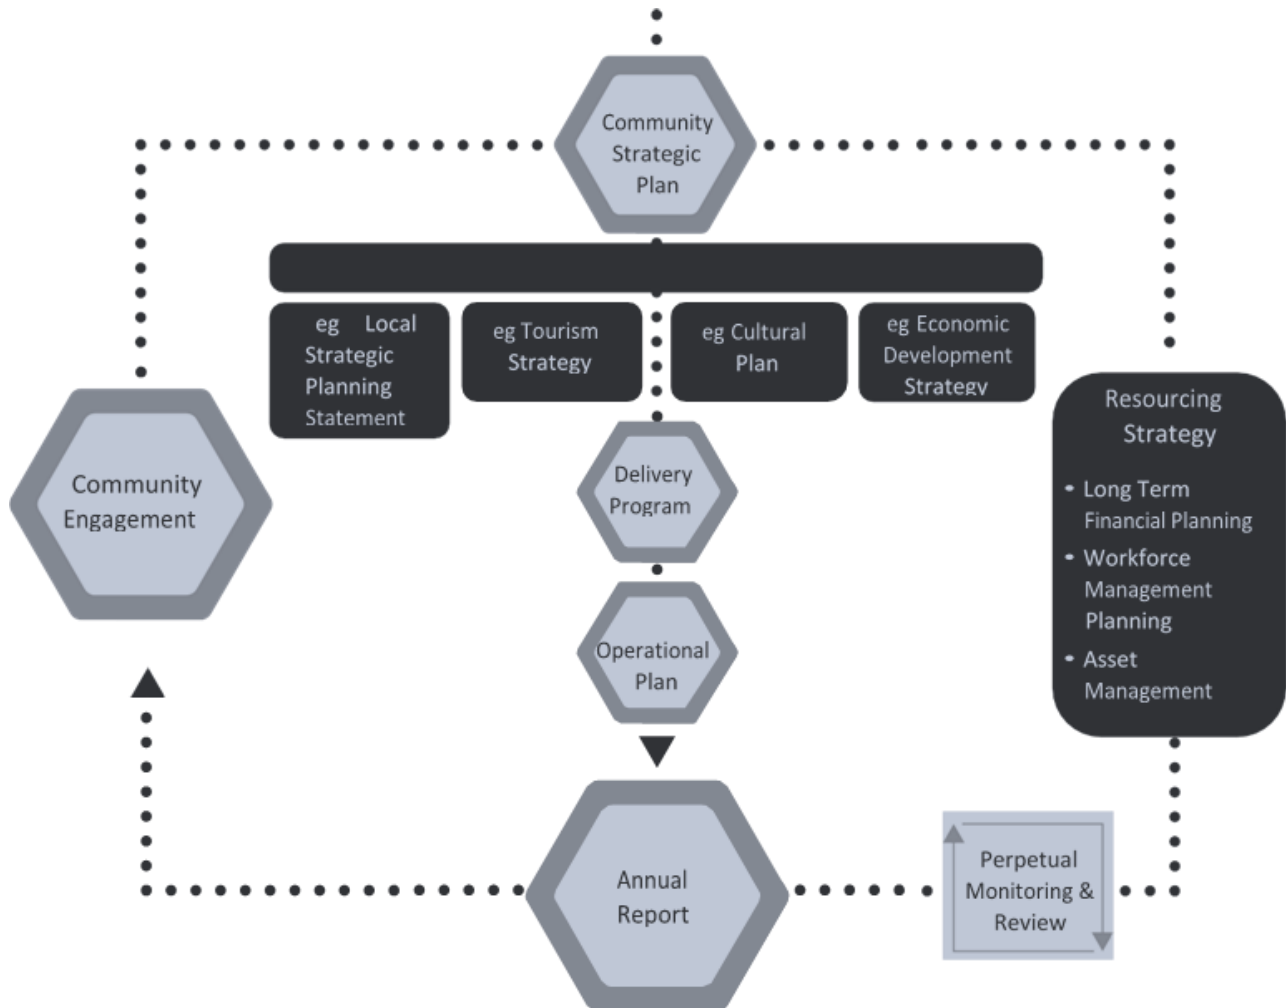 Community
Strategic
Plan
eg Local
Strategic
Planning
Statement
eg Tourism
Strategy
eg Cultural
Plan
eg Economic
Development
Strategy
Community
Engagement
Delivery
Program
Operational
Plan
Resourcing
Strategy
• Long Term
Financial Planning
• Workforce
Management
Planning
• Asset
Management
Annual
Report
Perpetual
Monitoring &
Review